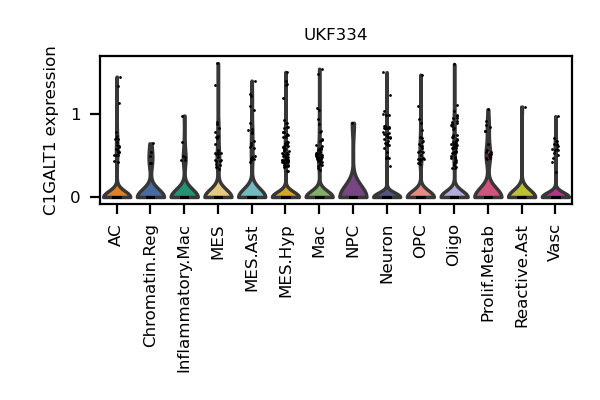 UKF334
C1GALT1 expression
1
0
AC
Chromatin.Reg
Inflammatory.Mac
MES
MES.Ast
MES.Hyp
Mac
NPC
Neuron
OPC
Oligo
Prolif.Metab
Reactive.Ast
Vasc